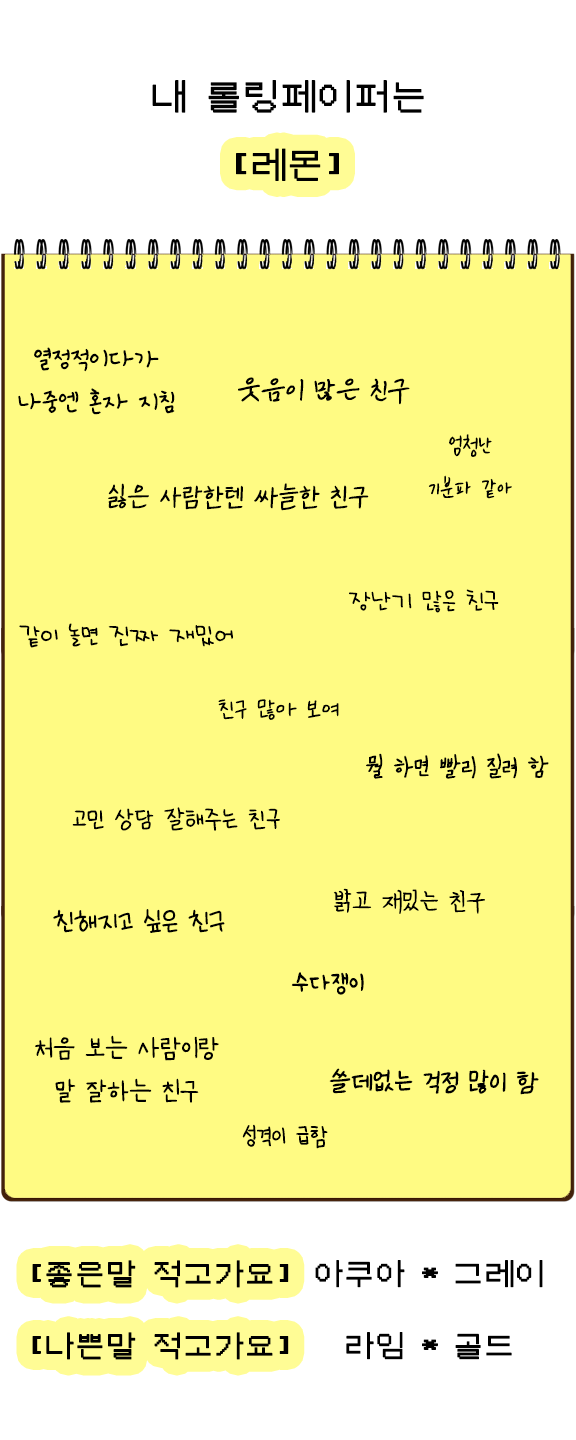 내 롤링페이퍼는
[레몬]
열정적이다가
나중엔 혼자 지침
웃음이 많은 친구
엄청난
기분파 같아
싫은 사람한텐 싸늘한 친구
장난기 많은 친구
같이 놀면 진짜 재밌어
친구 많아 보여
뭘 하면 빨리 질려 함
고민 상담 잘해주는 친구
밝고 재밌는 친구
친해지고 싶은 친구
수다쟁이
처음 보는 사람이랑
말 잘하는 친구
쓸데없는 걱정 많이 함
성격이 급함
[좋은말 적고가요] 아쿠아 * 그레이
[나쁜말 적고가요] 라임 * 골드